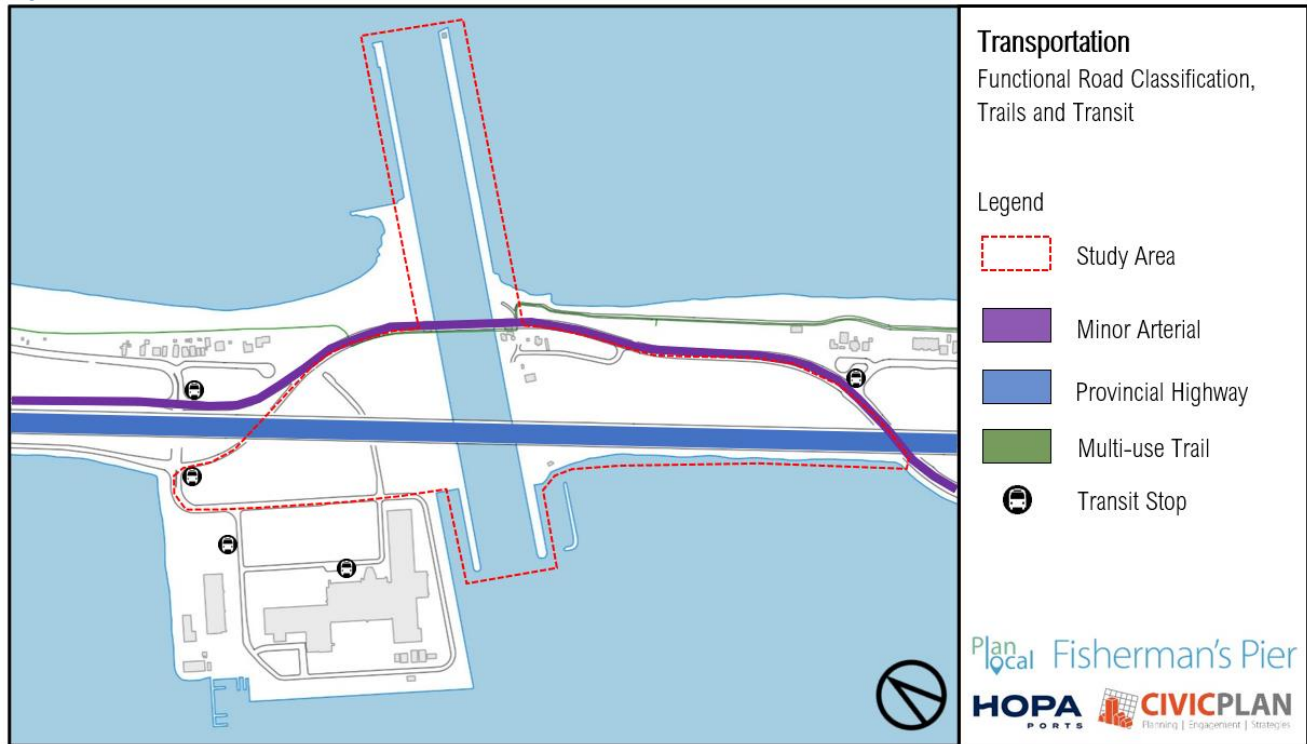 Transportation
Functional Road Classification,
Trails and Transit
Legend
Study Area
Minor Arterial
Provincial Highway
Multi-use Trail
Transit Stop
Plan
local
Fisherman's Pier
HOPA
PORTS
CIVICPLAN
Planning | Engagement | Strategies